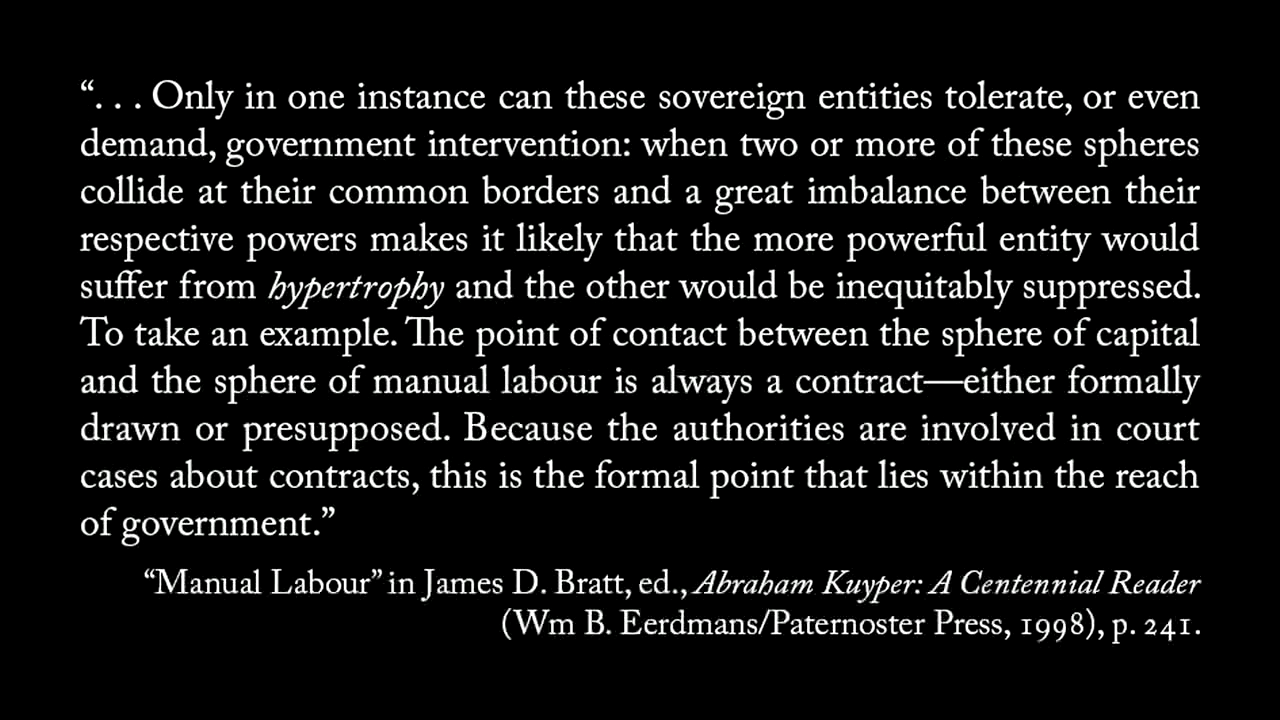 “. . . Only in one instance can these sovereign entities tolerate, or even
demand, government intervention: when two or more of these spheres
collide at their common borders and a great imbalance between their
respective powers makes it likely that the more powerful entity would
suffer from hypertrophy and the other would be inequitably suppressed.
To take an example. The point of contact between the sphere of capital
and the sphere of manual labour is always a contract—either formally
drawn or presupposed. Because the authorities are involved in court
cases about contracts, this is the formal point that lies within the reach
of government.”
“Manual Labour” in James D. Bratt, ed., Abraham Kuyper: A Centennial Reader
(Wm B. Eerdmans/Paternoster Press, 1998), p. 241.